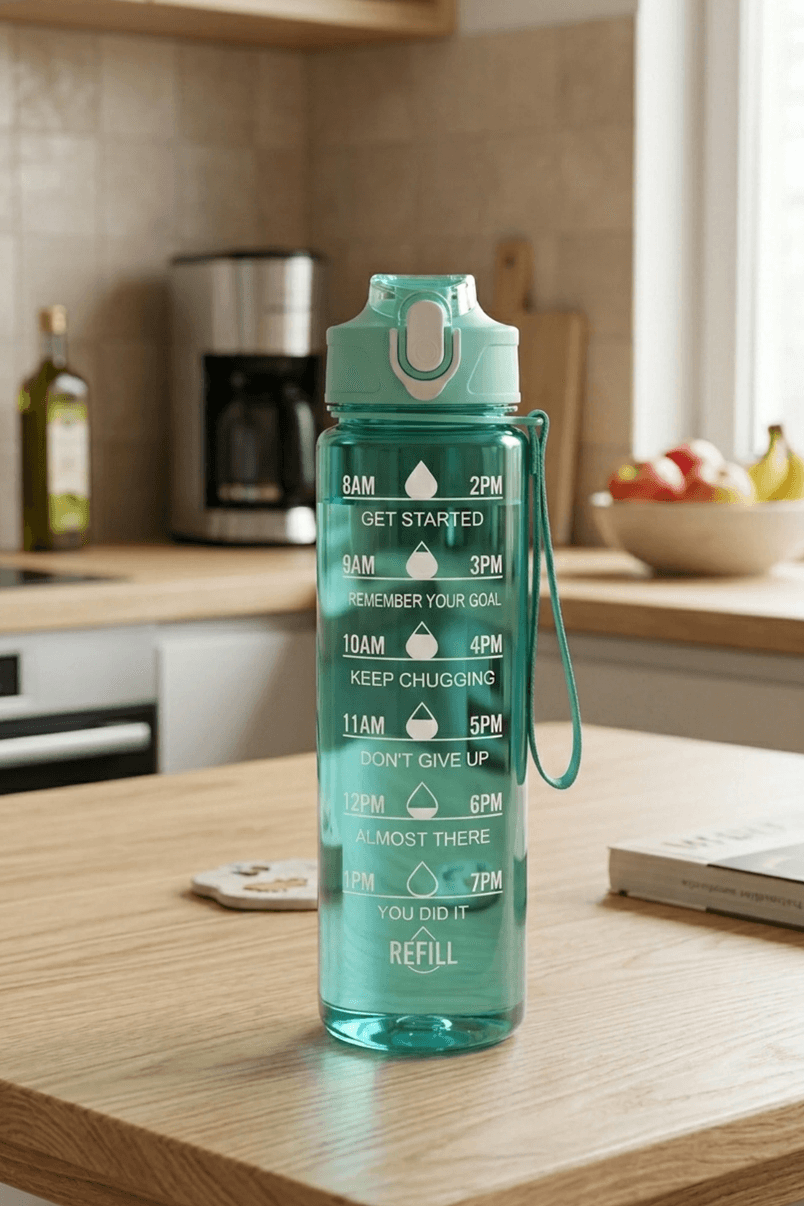 8AM 2PM
GET STARTED
9AM 3PM
REMEMBER YOUR GOAL
10AM 4PM
KEEP CHUGGING
11AM 5PM
DON'T GIVE UP
12PM 6PM
ALMOST THERE
1PM 7PM
YOU DID IT
REFILL